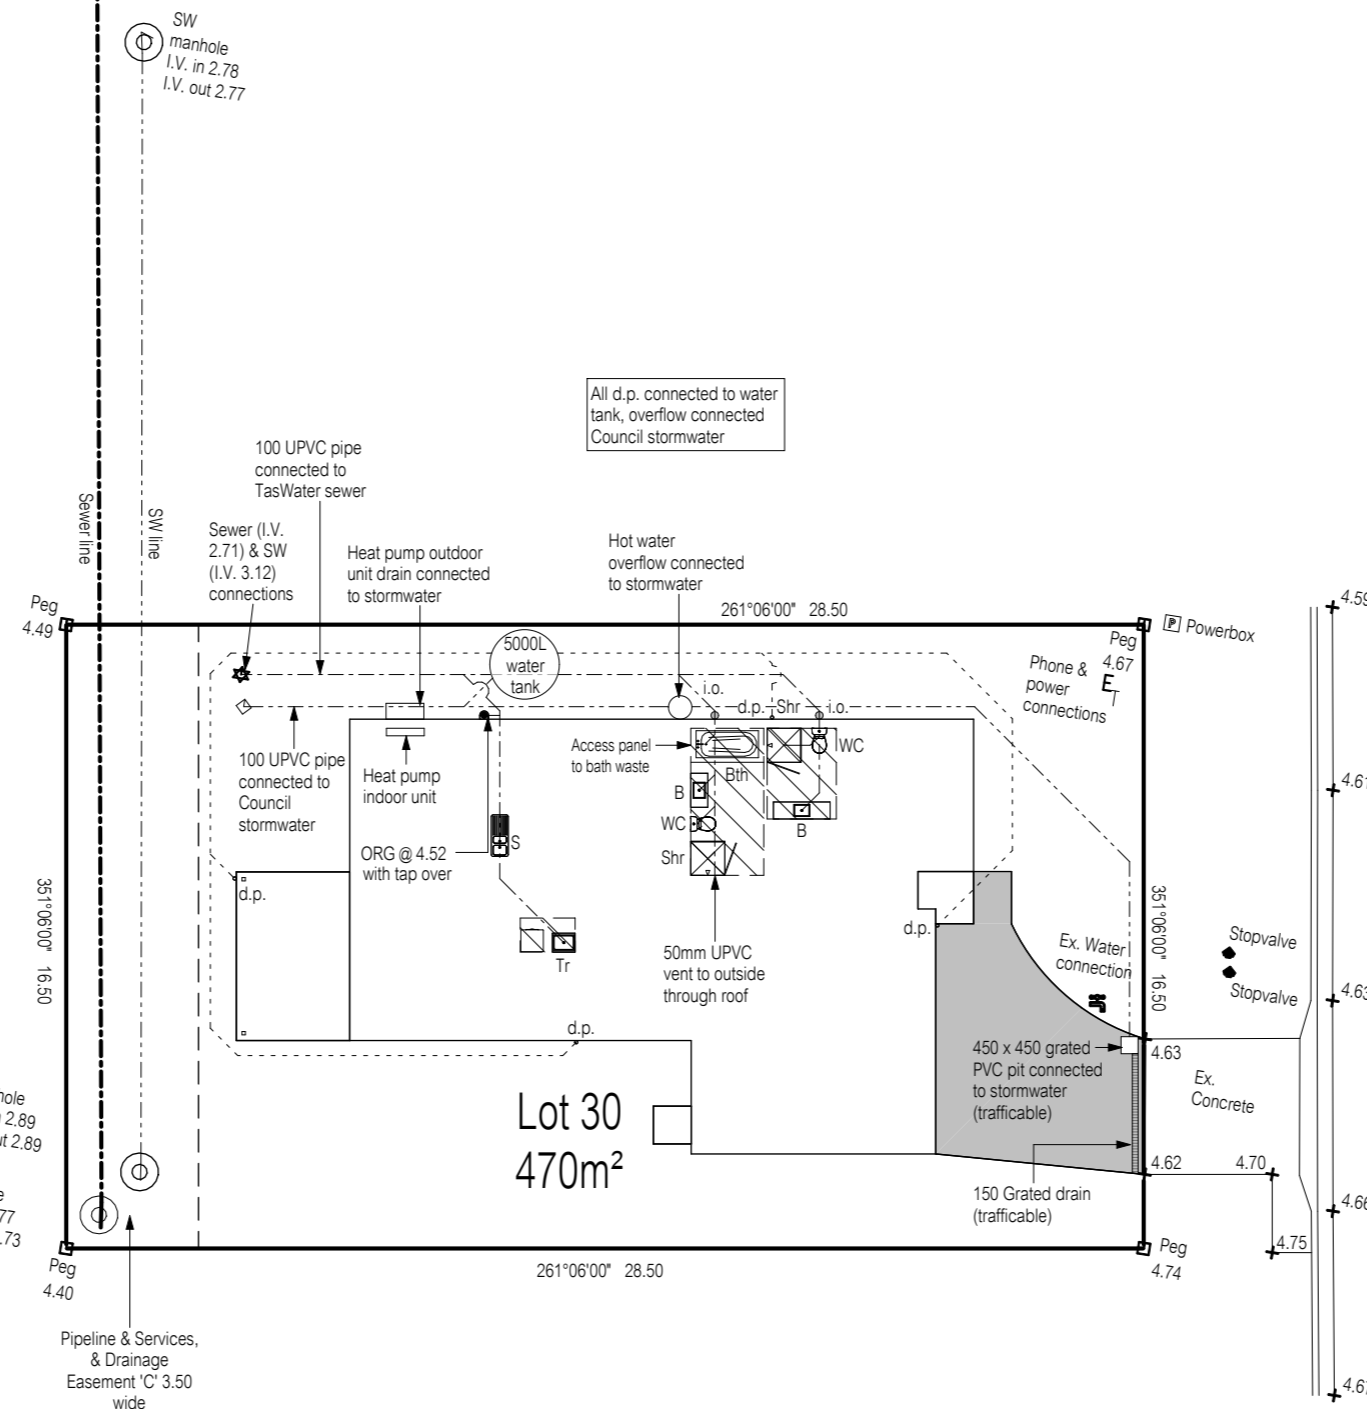 SW
manhole
I.V. in 2.78
I.V. out 2.77
All d.p. connected to water
tank, overflow connected
Council stormwater
100 UPVC pipe
connected to
TasWater sewer
Sewer line
SW line
Sewer (I.V.
2.71) & SW
(I.V. 3.12)
connections
Heat pump outdoor
unit drain connected
to stormwater
Hot water
overflow connected
to stormwater
261°06'00" 28.50
Peg
4.49
5000L
water
tank
Peg
4.67
P Powerbox
4.59
Phone &
power
connections
E
i.o.
d.p.
Shr
i.o.
WC
Access panel
to bath waste
Bth
B
B
WC
Shr
100 UPVC pipe
connected to
Council
stormwater
Heat pump
indoor unit
ORG @ 4.52
with tap over
S
4.61
351°06'00" 16.50
d.p.
Tr
50mm UPVC
vent to outside
through roof
d.p.
Ex. Water
connection
351°06'00" 16.50
Stopvalve
Stopvalve
4.63
d.p.
450 x 450 grated
PVC pit connected
to stormwater
(trafficable)
4.63
Ex.
Concrete
Lot 30
470m²
4.62
4.70
150 Grated drain
(trafficable)
4.66
4.75
2.89
2.89
Peg
4.40
261°06'00" 28.50
Peg
4.74
Pipeline & Services,
& Drainage
Easement 'C' 3.50
wide